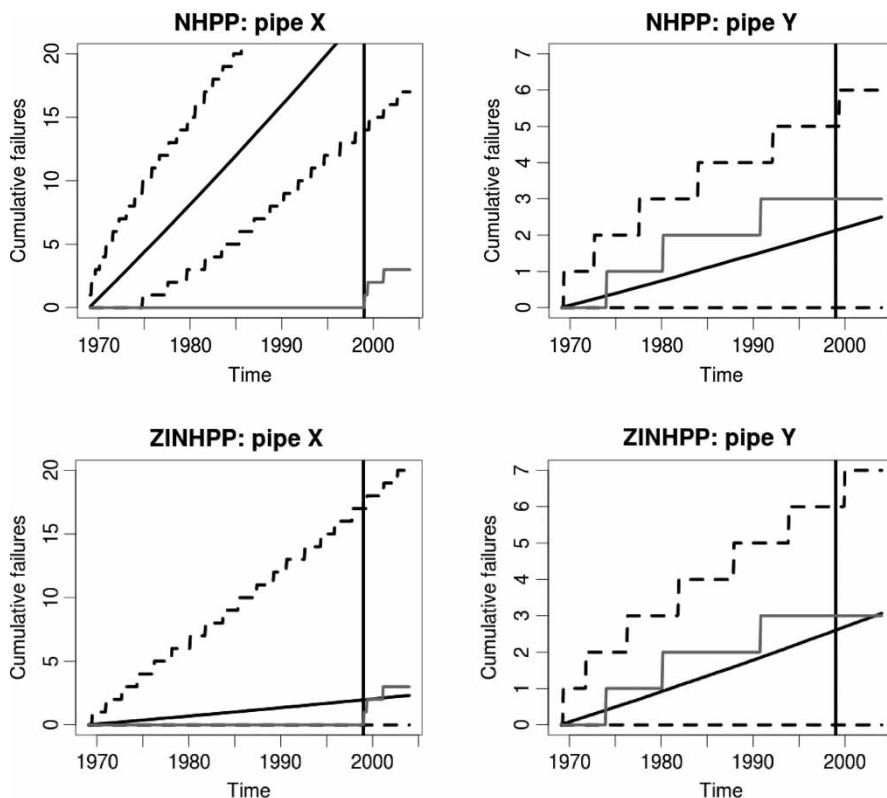 NHPP: pipe X
Cumulative failures
20
15
10
5
0
1970 1980 1990 2000
Time
NHPP: pipe Y
Cumulative failures
7
6
5
4
3
2
1
0
1970 1980 1990 2000
Time
ZINHPP: pipe X
Cumulative failures
20
15
10
5
0
1970 1980 1990 2000
Time
ZINHPP: pipe Y
Cumulative failures
7
6
5
4
3
2
1
0
1970 1980 1990 2000
Time